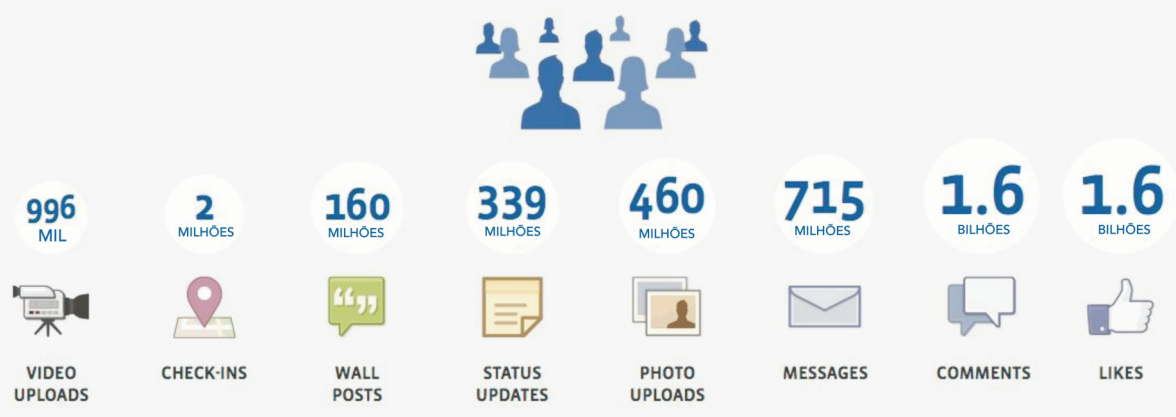 996
MIL
2
MILHÕES
160
MILHÕES
339
MILHÕES
460
MILHÕES
715
MILHÕES
1.6
BILHÕES
1.6
BILHÕES
VIDEO
UPLOADS
CHECK-INS
WALL
POSTS
STATUS
UPDATES
PHOTO
UPLOADS
MESSAGES
COMMENTS
LIKES